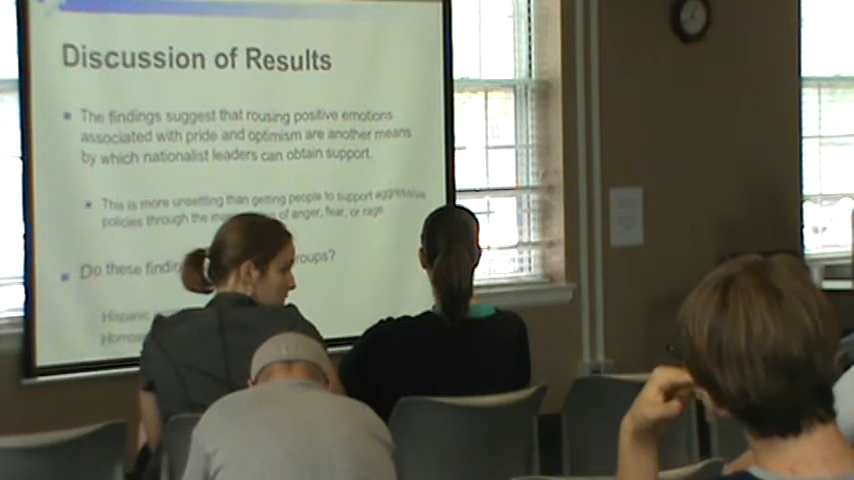 Discussion of Results
The findings suggest that rousing positive emotions
associated with pride and optimism are another means
by which nationalist leaders can obtain support.
This is more unsettling than getting people to support aggressive
policies through the of anger, fear, or rage
Do these
Hispanic